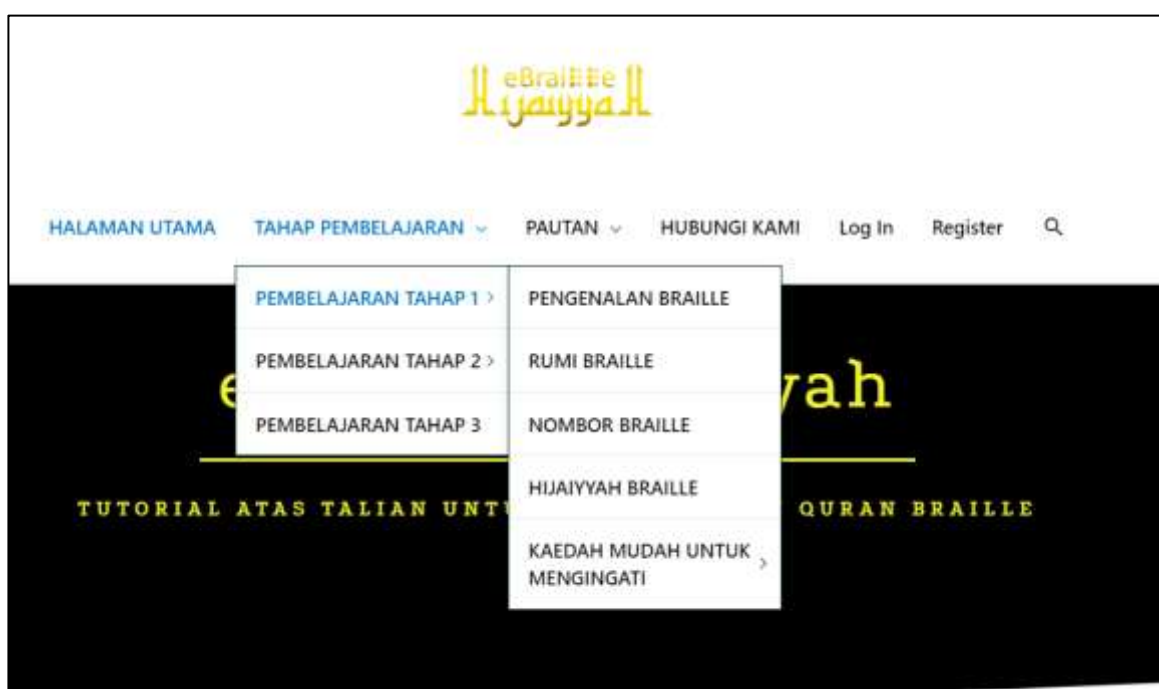 eBraille
HijaiyyaH
HALAMAN UTAMA TAHAP PEMBELAJARAN PAUTAN HUBUNGI KAMI Log In Register
PEMBELAJARAN TAHAP 1
PEMBELAJARAN TAHAP 2
PEMBELAJARAN TAHAP 3
PENGENALAN BRAILLE
RUMI BRAILLE
NOMBOR BRAILLE
HIJAIYYAH BRAILLE
KAEDAH MUDAH UNTUK
MENGINGATI
TUTORIAL ATAS TALIAN QURAN BRAILLE